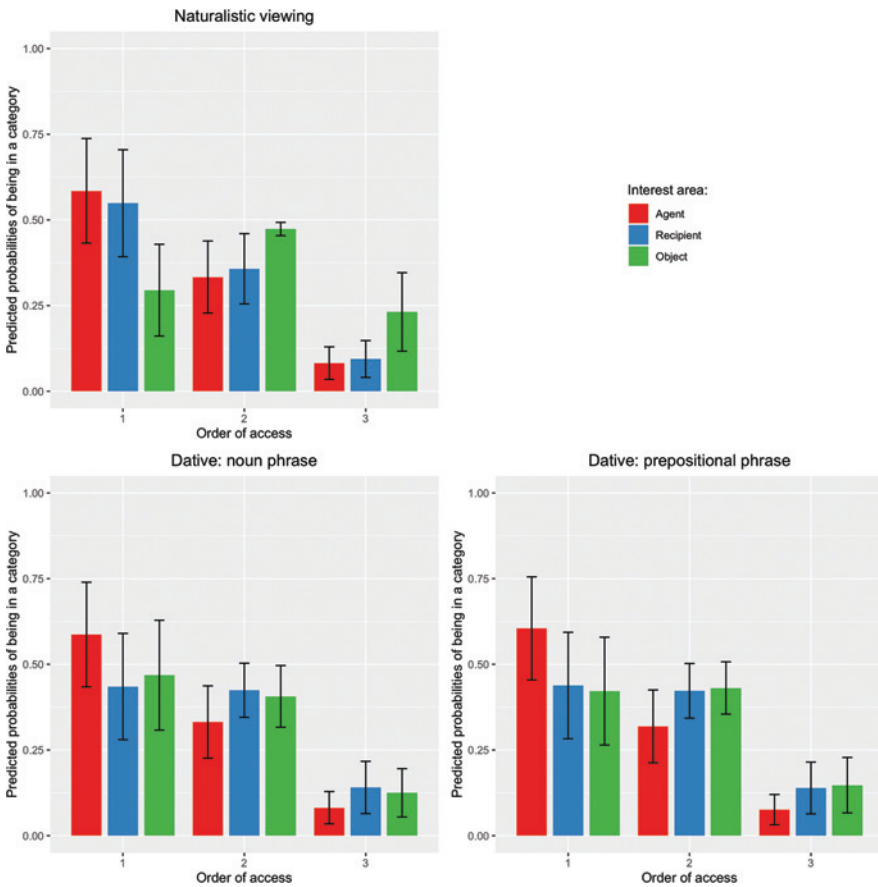 Naturalistic viewing
Predicted probabilities of being in a category
1.00
0.75
0.50
0.25
0.00
1 2 3
Order of access
Interest area:
Agent
Recipient
Object
Dative: noun phrase
Predicted probabilities of being in a category
1.00
0.75
0.50
0.25
0.00
1 2 3
Order of access
Dative: prepositional phrase
Predicted probabilities of being in a category
1.00
0.75
0.50
0.25
0.00
1 2 3
Order of access